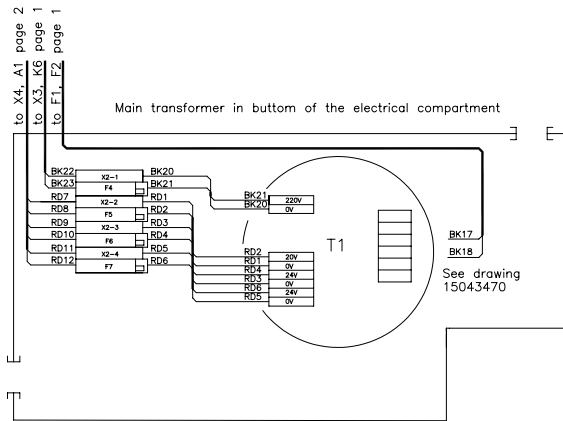 to X4, A1 page 2
to X3, K6 page 1
to F1, F2 page 1
Main transformer in buttom of the electrical compartment
BK22 X2-1 BK20
BK23 F4 BK21
RD7 X2-2 RD1
RD8 F5 RD2
RD9 X2-3 RD3
RD10 F6 RD4
RD11 X2-4 RD5
RD12 F7 RD6
BK21 220V
BK20 0V
RD2 20V
RD1 0V
RD4 24V
RD3 0V
RD6 24V
RD5 0V
T1
BK17
BK18
See drawing
15043470